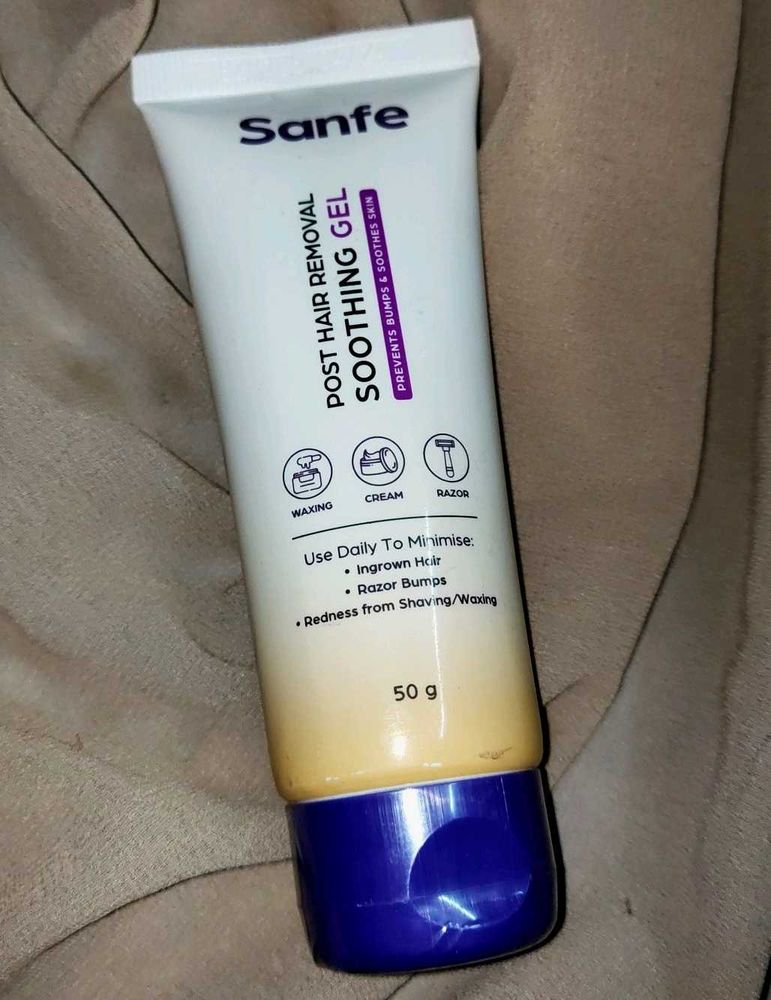 Sanfe
POST HAIR REMOVAL
SOOTHING GEL
PREVENTS BUMPS & SOOTHES SKIN
WAXING
CREAM
RAZOR
Use Daily To Minimise:
• Ingrown Hair
• Razor Bumps
• Redness from Shaving/Waxing
50 g